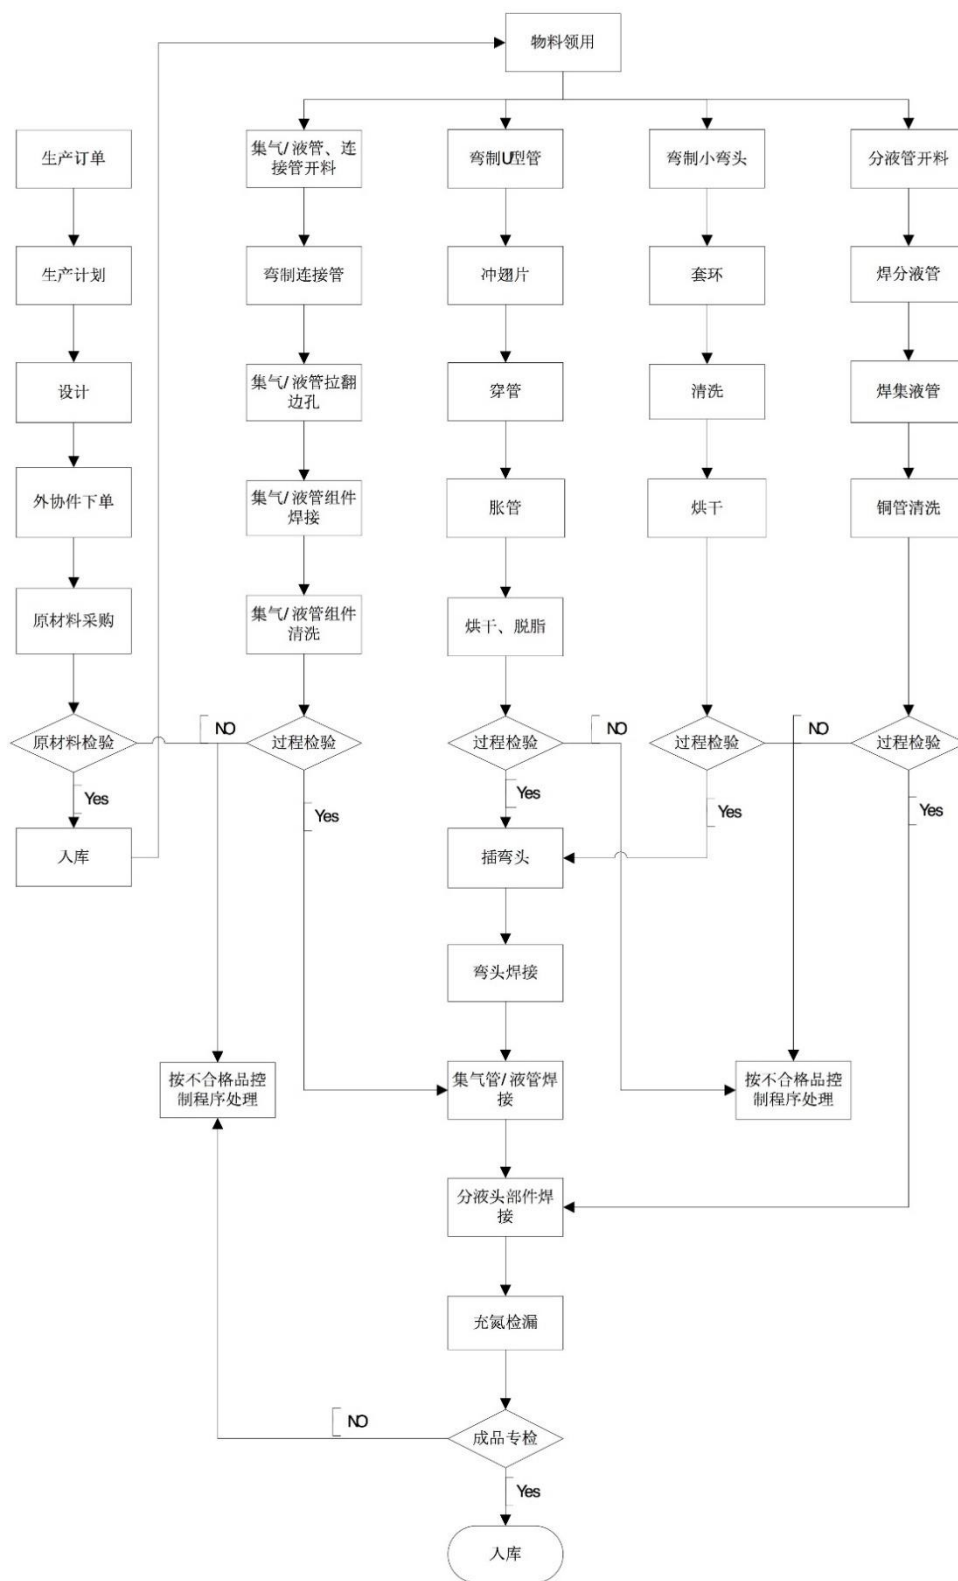 物料领用
生产订单
集气/液管、连
接管开料
弯制U型管
弯制小弯头
分液管开料
生产计划
弯制连接管
冲翅片
套环
焊分液管
设计
集气/液管拉翻
边孔
穿管
清洗
焊集液管
外协件下单
集气/液管组件
焊接
胀管
烘干
铜管清洗
原材料采购
集气/液管组件
清洗
烘干、脱脂
原材料检验
NO
过程检验
过程检验
NO
过程检验
NO
过程检验
Yes
Yes
Yes
Yes
Yes
入库
插弯头
弯头焊接
按不合格品控
制程序处理
集气管/液管焊
接
按不合格品控
制程序处理
分液头部件焊
接
充氮检漏
NO
成品专检
Yes
入库